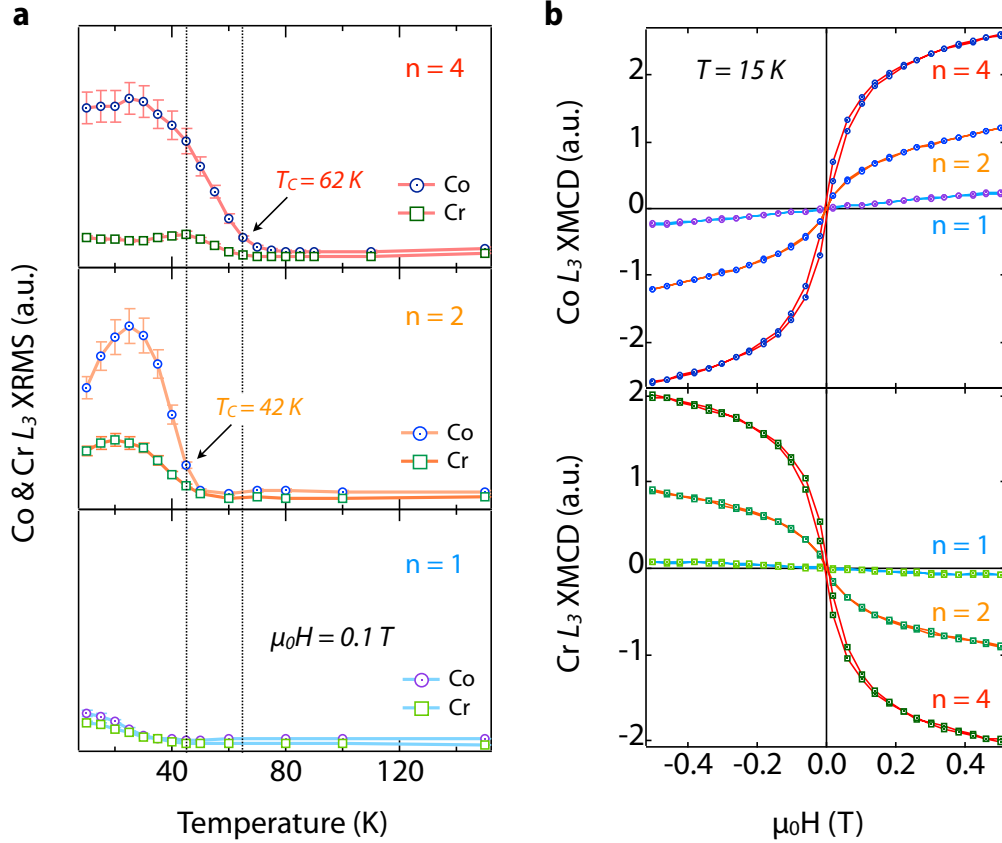 a
n = 4
T_C = 62 K
Co
Cr
n = 2
T_C = 42 K
Co
Cr
n = 1
μ₀H = 0.1 T
Co
Cr
40
80
120
Temperature (K)
Co & Cr L₃ XRMS (a.u.)
b
T = 15 K
n = 4
n = 2
n = 1
2
1
0
-1
-2
Co L₃ XMCD (a.u.)
2
1
0
-1
-2
n = 1
n = 2
n = 4
Cr L₃ XMCD (a.u.)
-0.4
-0.2
0.0
0.2
0.4
μ₀H (T)